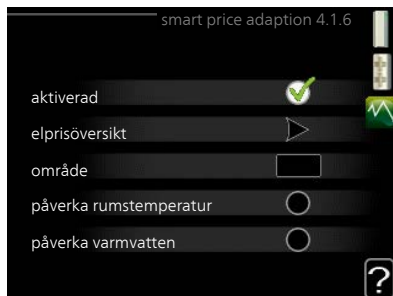 smart price adaption 4.1.6
aktiverad
elprisöversikt
område
påverka rumstemperatur
påverka varmvatten
?